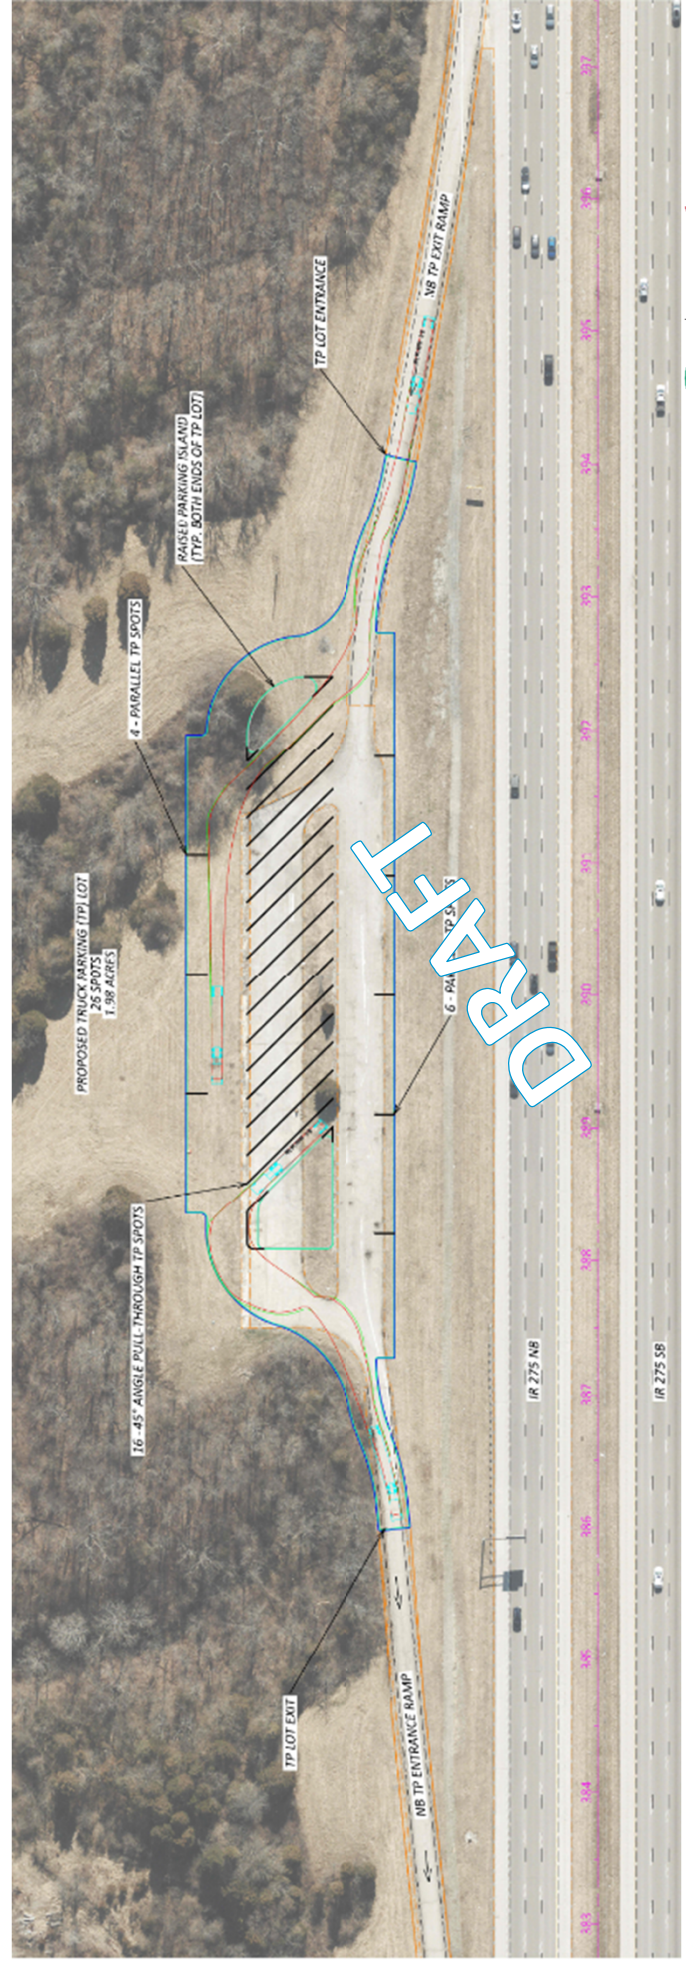 397
396
NB TP EXIT RAMP
TP LOT ENTRANCE
395
394
RAISED PARKING ISLAND
(TYP. BOTH ENDS OF TP LOT)
393
4 - PARALLEL TP SPOTS
392
391
PROPOSED TRUCK PARKING (TP) LOT
26 SPOTS
1.98 ACRES
6 - TP
DRAFT
390
389
16 - 45° ANGLE PULL-THROUGH TP SPOTS
388
387
IR 275 NB
IR 275 SB
386
TP LOT EXIT
385
NB TP ENTRANCE RAMP
384
383